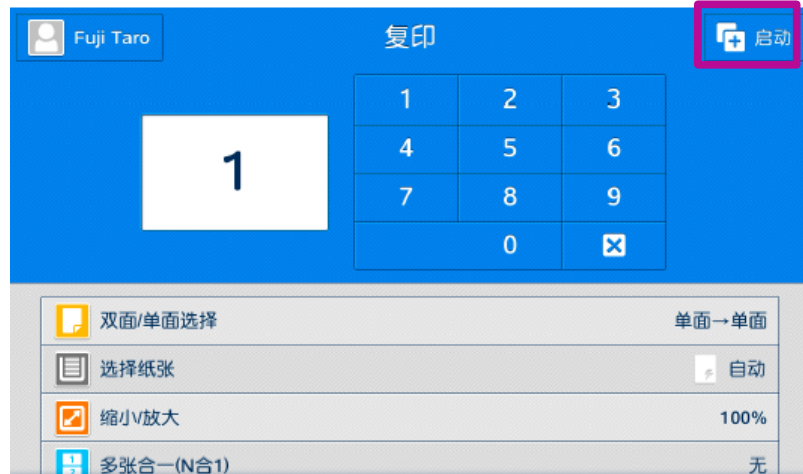 Fuji Taro
复印
启动
1
1 2 3
4 5 6
7 8 9
0
双面/单面选择 单面→单面
选择纸张 自动
缩小/放大 100%
多张合一(N合1) 无